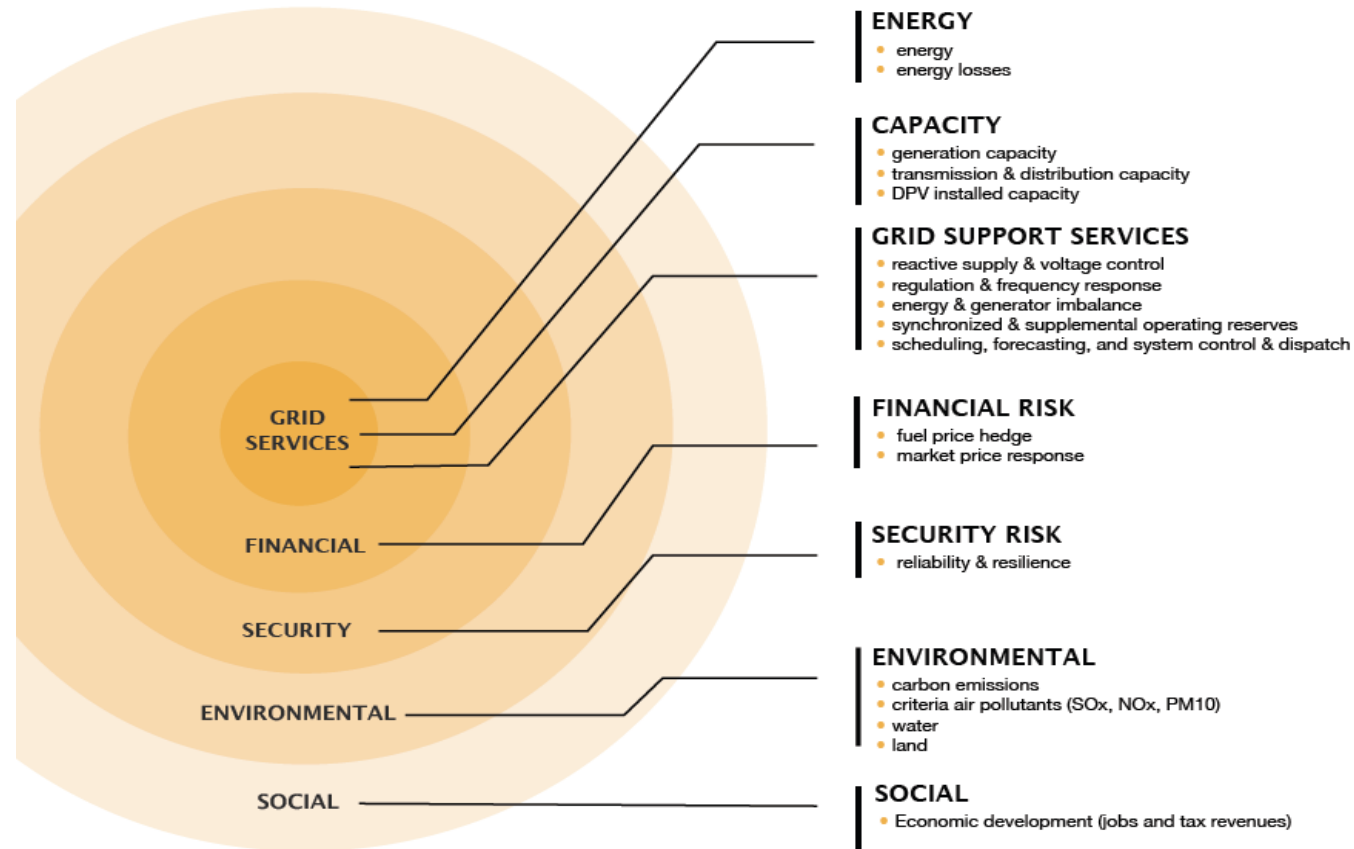 GRID
SERVICES
FINANCIAL
SECURITY
ENVIRONMENTAL
SOCIAL
ENERGY
• energy
• energy losses
CAPACITY
• generation capacity
• transmission & distribution capacity
• DPV installed capacity
GRID SUPPORT SERVICES
• reactive supply & voltage control
• regulation & frequency response
• energy & generator imbalance
• synchronized & supplemental operating reserves
• scheduling, forecasting, and system control & dispatch
FINANCIAL RISK
• fuel price hedge
• market price response
SECURITY RISK
• reliability & resilience
ENVIRONMENTAL
• carbon emissions
• criteria air pollutants (SOx, NOx, PM10)
• water
• land
SOCIAL
• Economic development (jobs and tax revenues)